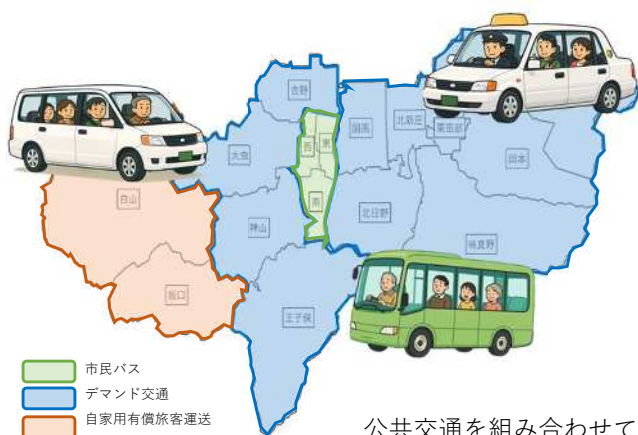 吉野
国高
北新庄
粟田部
岡本
西
東
大虫
白山
南
神山
北日野
味真野
坂口
王子保
市民バス
デマンド交通
自家用有償旅客運送
公共交通を組み合わせて